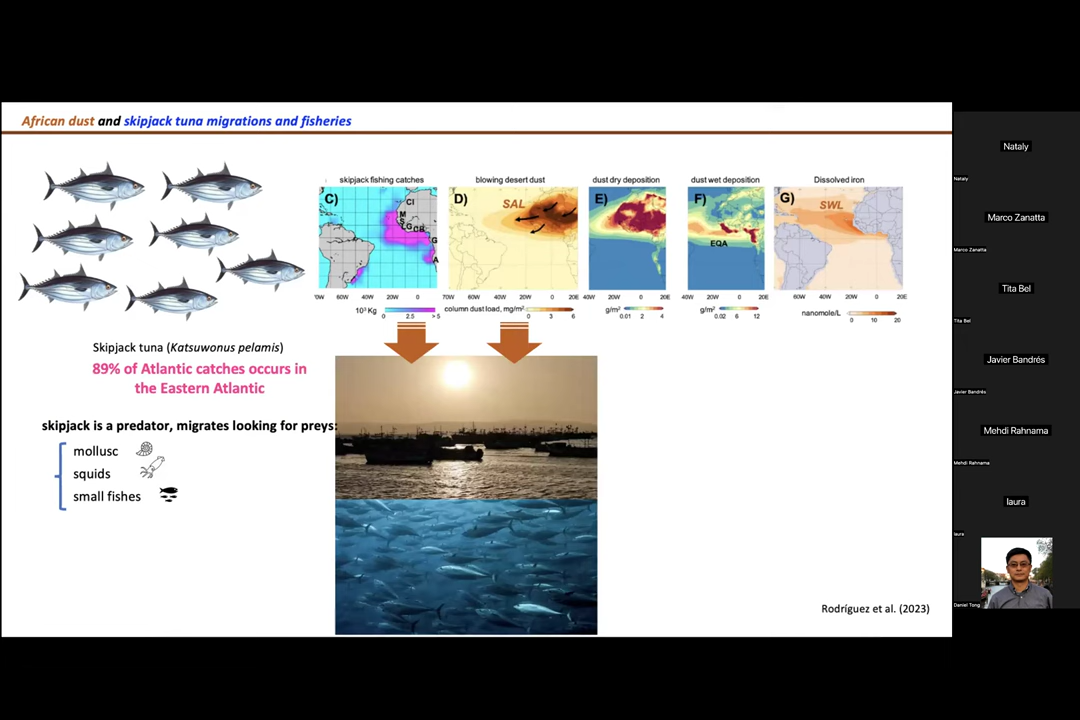 African dust and skipjack tuna migrations and fisheries
skipjack fishing catches
blowing desert dust
dust dry deposition
dust wet deposition
Dissolved iron
C)
CI
M
S
G
A
D)
SAL
E)
F)
EQA
G)
SWL
60W 40W 20W 0
70W 60W 40W 20W 0 20E
40W 20W 0 20E
40W 20W 0 20E
60W 40W 20W 0 20E
10³ Kg
0 2.5 >5
column dust load, mg/m²
0 3 6
g/m²
0.01 2 4
g/m²
0.02 6 12
nanomole/L
0 10 20
Skipjack tuna (Katsuwonus pelamis)
89% of Atlantic catches occurs in
the Eastern Atlantic
skipjack is a predator, migrates looking for preys:
mollusc
squids
small fishes
Rodríguez et al. (2023)
Nataly
Nataly
Marco Zanatta
Marco Zanatta
Tita Bel
Tita Bel
Javier Bandrés
Javier Bandrés
Mehdi Rahnama
Mehdi Rahnama
laura
laura
Daniel Tong